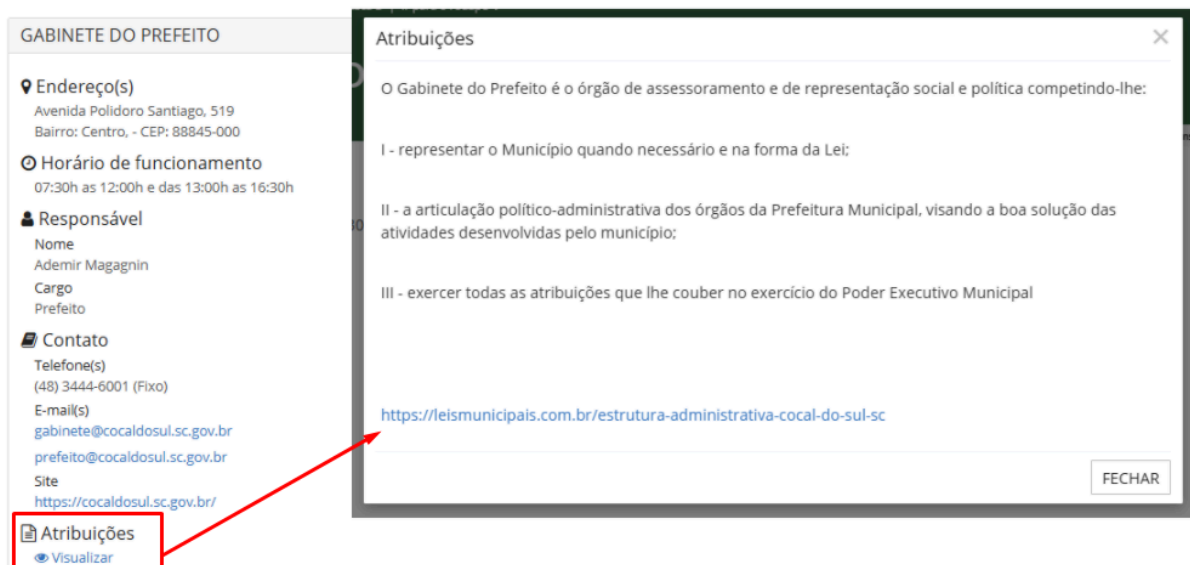 GABINETE DO PREFEITO
Endereço(s)
Avenida Polidoro Santiago, 519
Bairro: Centro, - CEP: 88845-000
Horário de funcionamento
07:30h as 12:00h e das 13:00h as 16:30h
Responsável
Nome
Ademir Magagnin
Cargo
Prefeito
Contato
Telefone(s)
(48) 3444-6001 (Fixo)
E-mail(s)
gabinete@cocaldosul.sc.gov.br
prefeito@cocaldosul.sc.gov.br
Site
https://cocaldosul.sc.gov.br/
Atribuições
Visualizar
Atribuições
O Gabinete do Prefeito é o órgão de assessoramento e de representação social e política competindo-lhe:
I - representar o Município quando necessário e na forma da Lei;
II - a articulação político-administrativa dos órgãos da Prefeitura Municipal, visando a boa solução das
atividades desenvolvidas pelo município;
III - exercer todas as atribuições que lhe couber no exercício do Poder Executivo Municipal
https://leismunicipais.com.br/estrutura-administrativa-cocal-do-sul-sc
FECHAR